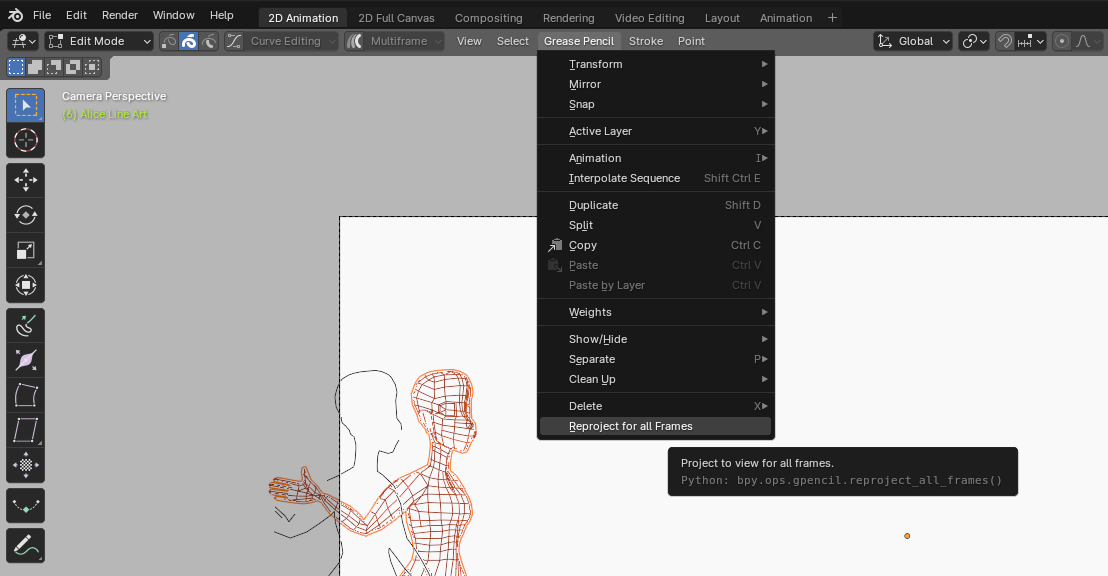 File Edit Render Window Help 2D Animation 2D Full Canvas Compositing Rendering Video Editing Layout Animation +
Edit Mode Curve Editing Multiframe View Select Grease Pencil Stroke Point Global
Camera Perspective
(6) Alice Line Art
Transform
Mirror
Snap
Active Layer Y
Animation I
Interpolate Sequence Shift Ctrl E
Duplicate Shift D
Split V
Copy Ctrl C
Paste Ctrl V
Paste by Layer Ctrl V
Weights
Show/Hide
Separate P
Clean Up
Delete X
Reproject for all Frames
Project to view for all frames.
Python: bpy.ops.gpencil.reproject_all_frames()